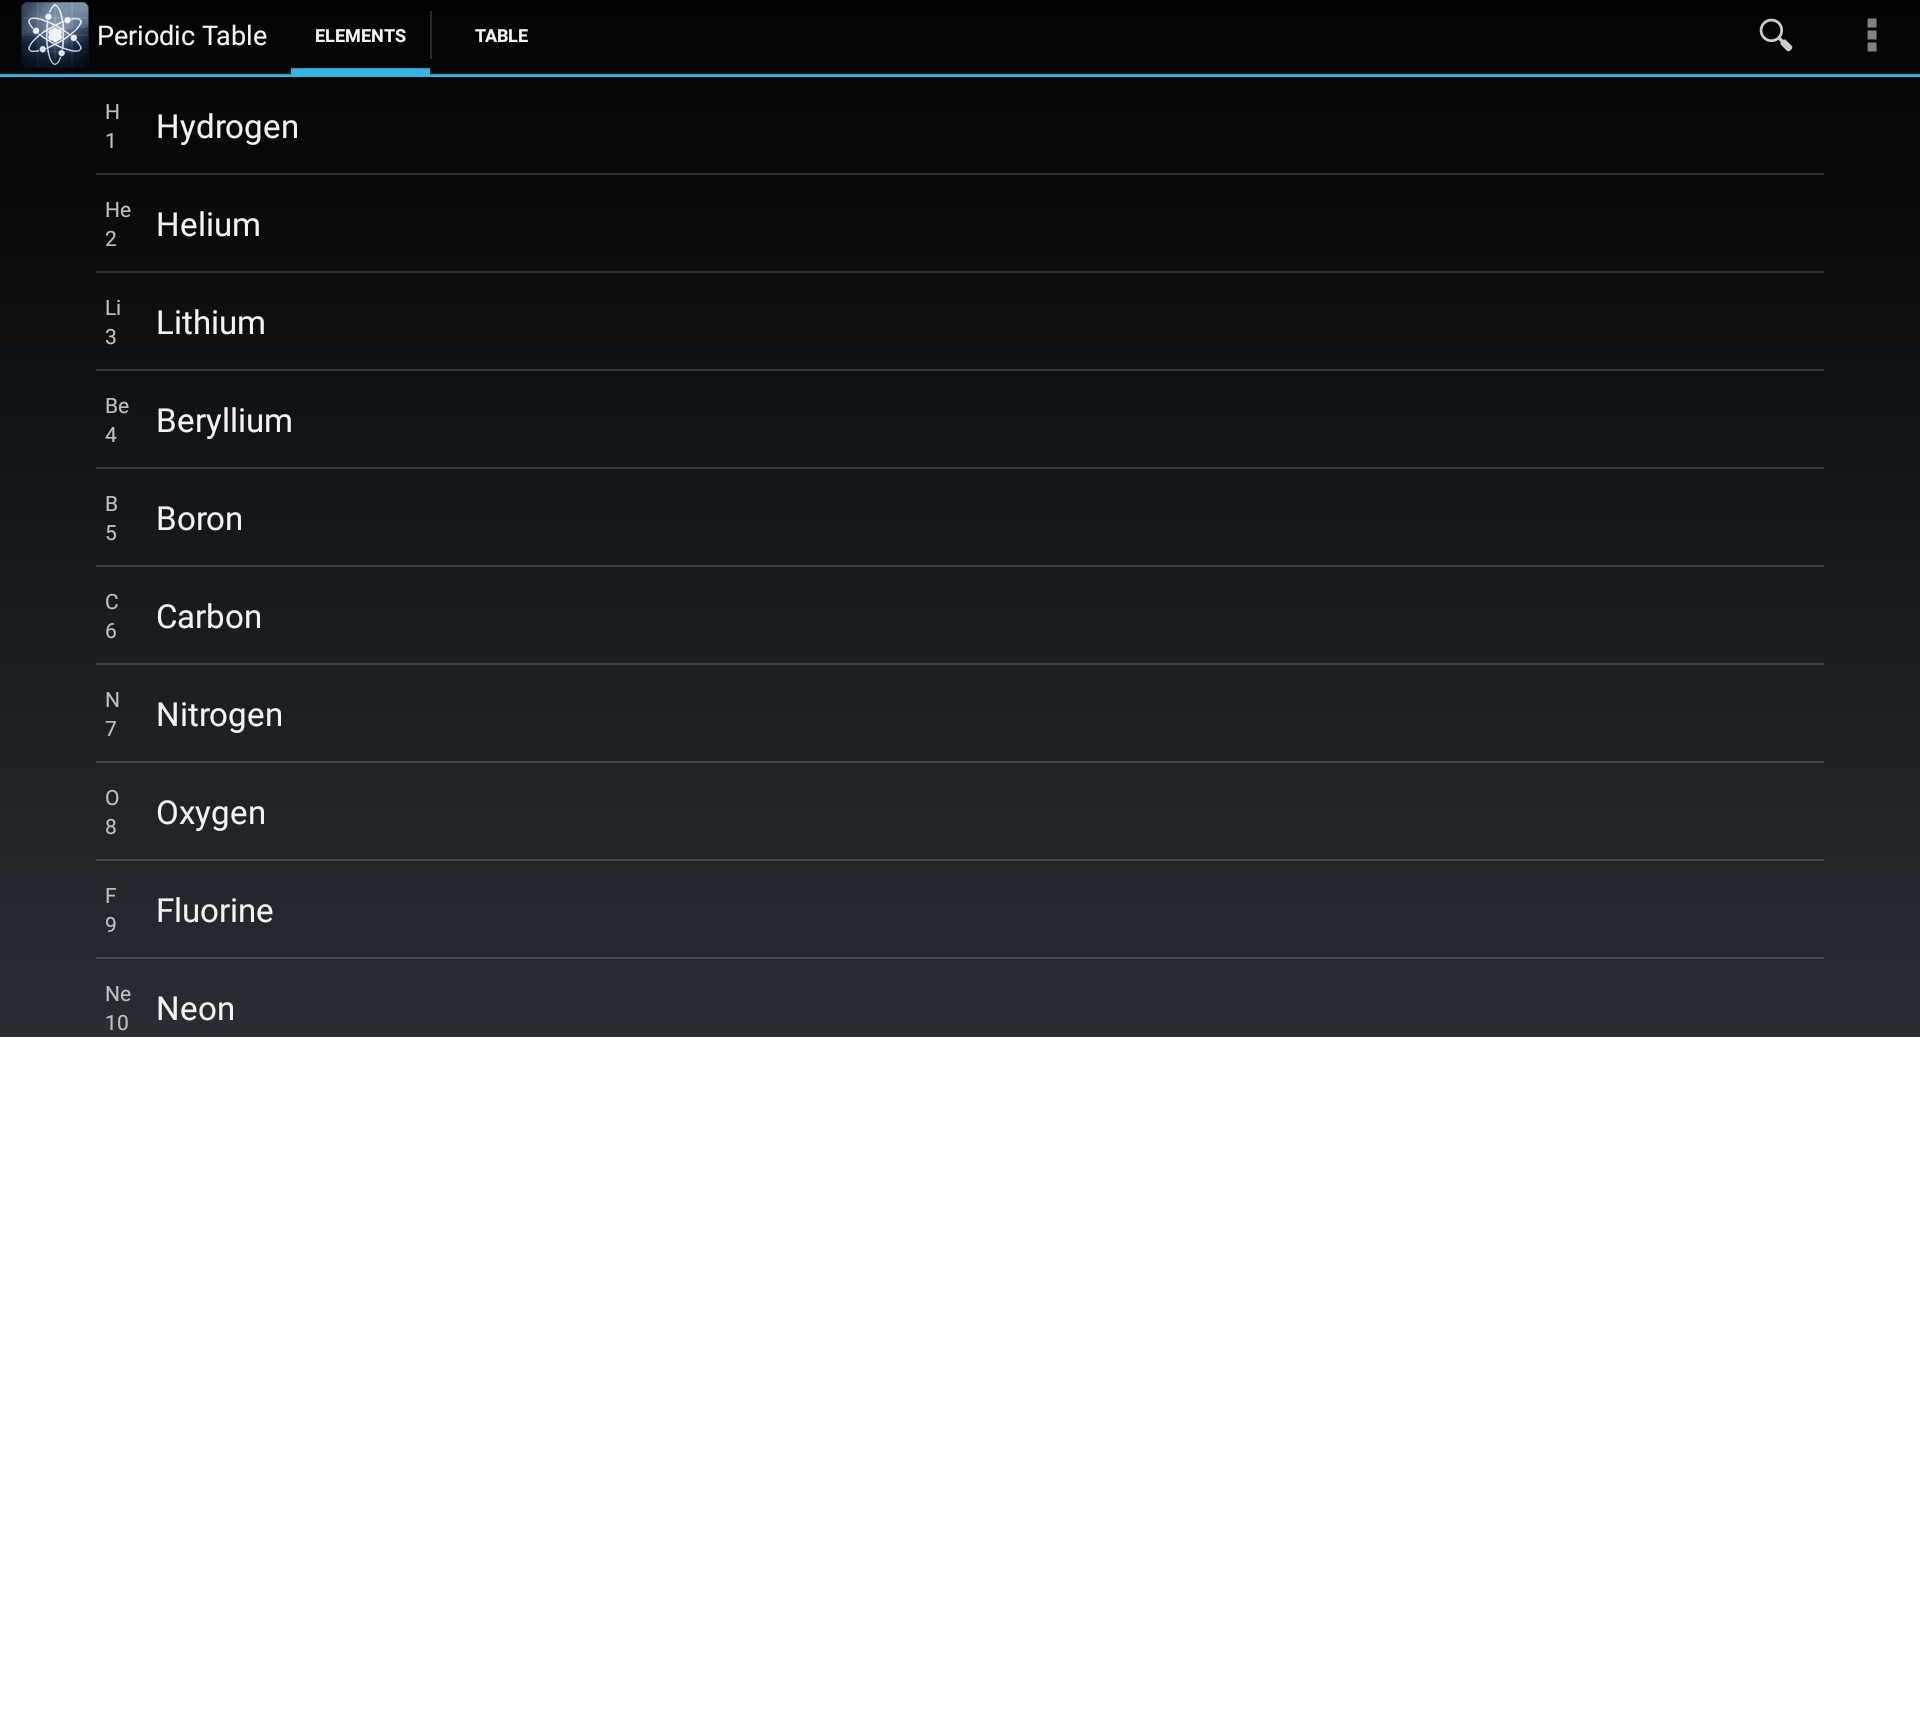 Periodic Table
ELEMENTS
TABLE
H
1
Hydrogen
He
2
Helium
Li
3
Lithium
Be
4
Beryllium
B
5
Boron
C
6
Carbon
N
7
Nitrogen
O
8
Oxygen
F
9
Fluorine
Ne
10
Neon